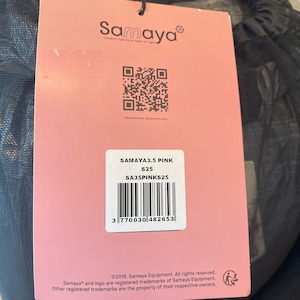 Samaya®
SAMAYA3.5 PINK
S25
SA35PINKS25
3 770030 482653
©2018. Samaya Equipment. All rights reserved.
Samaya® and logo are registered trademarks of Samaya Equipment.
Other registered trademarks are the property of their respective owners.